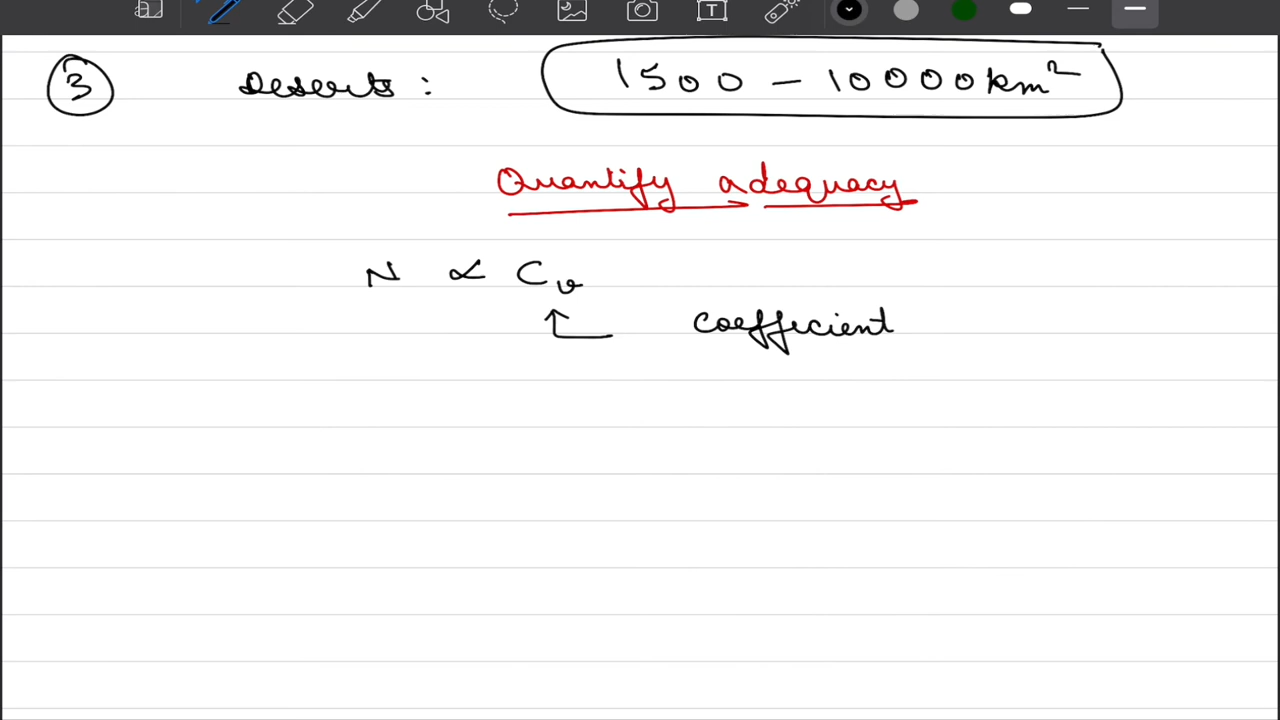 3 Deserts : 1500 - 10000 km²
Quantify adequacy
N ∝ Cv
coefficient